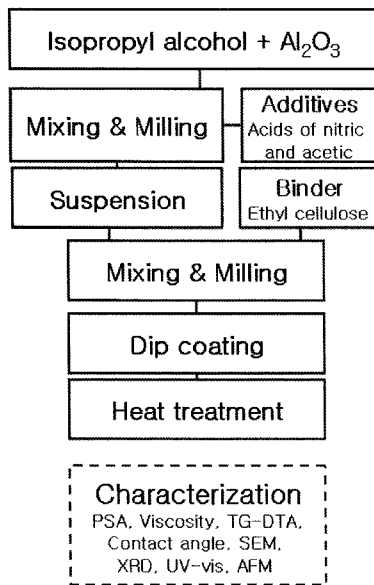 Isopropyl alcohol + Al₂O₃
Mixing & Milling
Additives
Acids of nitric
and acetic
Suspension
Binder
Ethyl cellulose
Mixing & Milling
Dip coating
Heat treatment
Characterization
PSA, Viscosity, TG-DTA,
Contact angle, SEM,
XRD, UV-vis, AFM